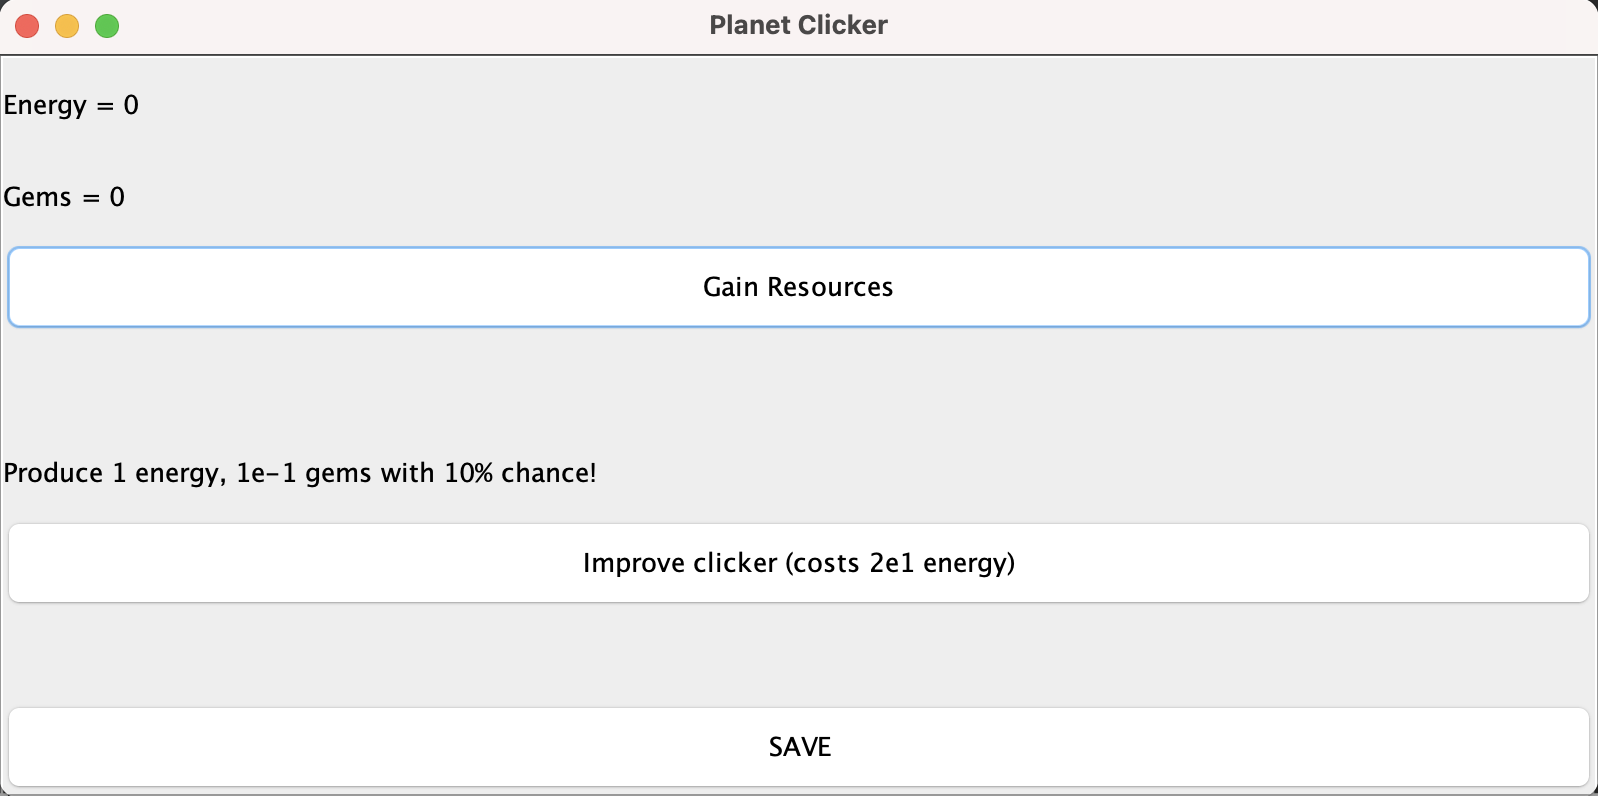 Planet Clicker
Energy = 0
Gems = 0
Gain Resources
Produce 1 energy, 1e-1 gems with 10% chance!
Improve clicker (costs 2e1 energy)
SAVE